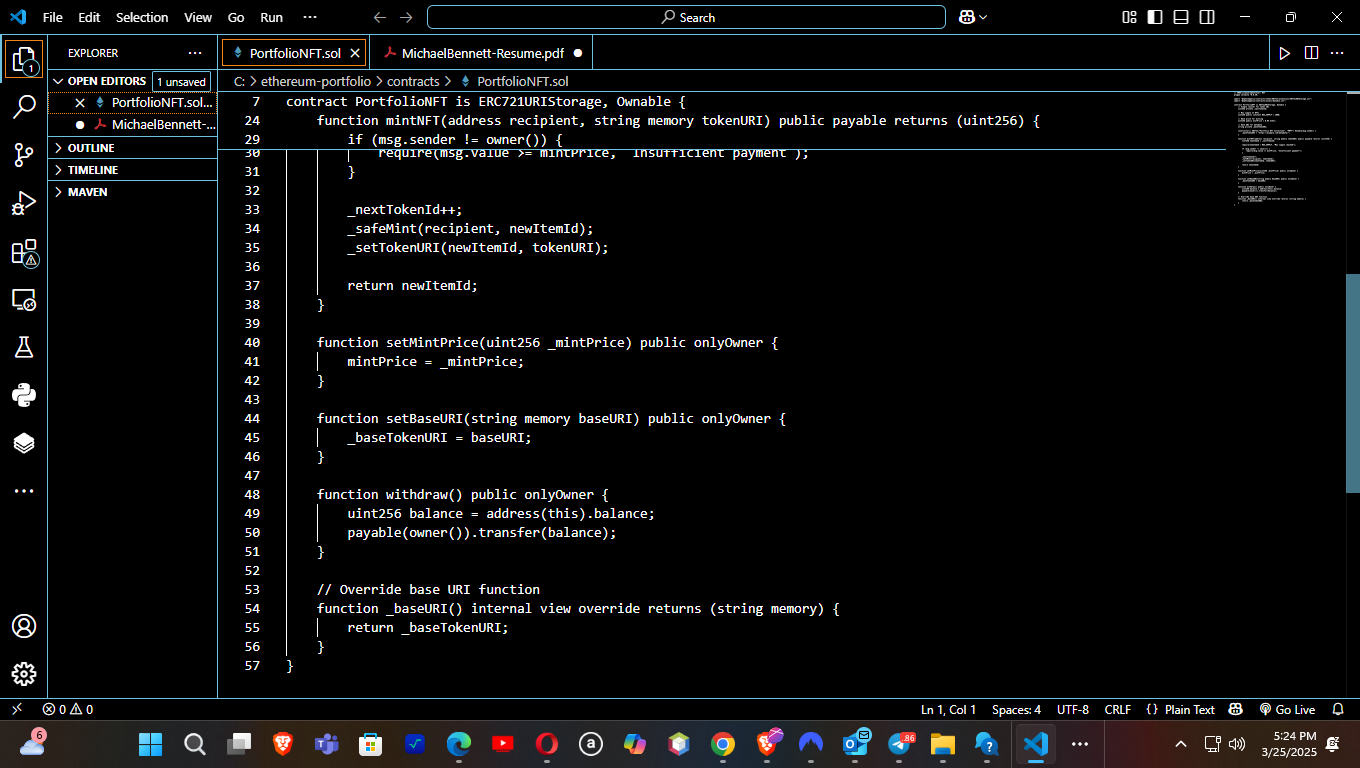 File Edit Selection View Go Run ··· Search
EXPLORER ···
OPEN EDITORS 1 unsaved
PortfolioNFT.sol...
MichaelBennett-...
OUTLINE
TIMELINE
MAVEN
1
PortfolioNFT.sol MichaelBennett-Resume.pdf
C: > ethereum-portfolio > contracts > PortfolioNFT.sol
7 contract PortfolioNFT is ERC721URIStorage, Ownable {
24 function mintNFT(address recipient, string memory tokenURI) public payable returns (uint256) {
29 if (msg.sender != owner()) {
30 require(msg.value >= mintPrice, "Insufficient payment");
31 }
32
33 _nextTokenId++;
34 _safeMint(recipient, newItemId);
35 _setTokenURI(newItemId, tokenURI);
36
37 return newItemId;
38 }
39
40 function setMintPrice(uint256 _mintPrice) public onlyOwner {
41 mintPrice = _mintPrice;
42 }
43
44 function setBaseURI(string memory baseURI) public onlyOwner {
45 _baseTokenURI = baseURI;
46 }
47
48 function withdraw() public onlyOwner {
49 uint256 balance = address(this).balance;
50 payable(owner()).transfer(balance);
51 }
52
53 // Override base URI function
54 function _baseURI() internal view override returns (string memory) {
55 return _baseTokenURI;
56 }
57 }
0 0 Ln 1, Col 1 Spaces: 4 UTF-8 CRLF {} Plain Text Go Live
6 a .86 5:24 PM
3/25/2025